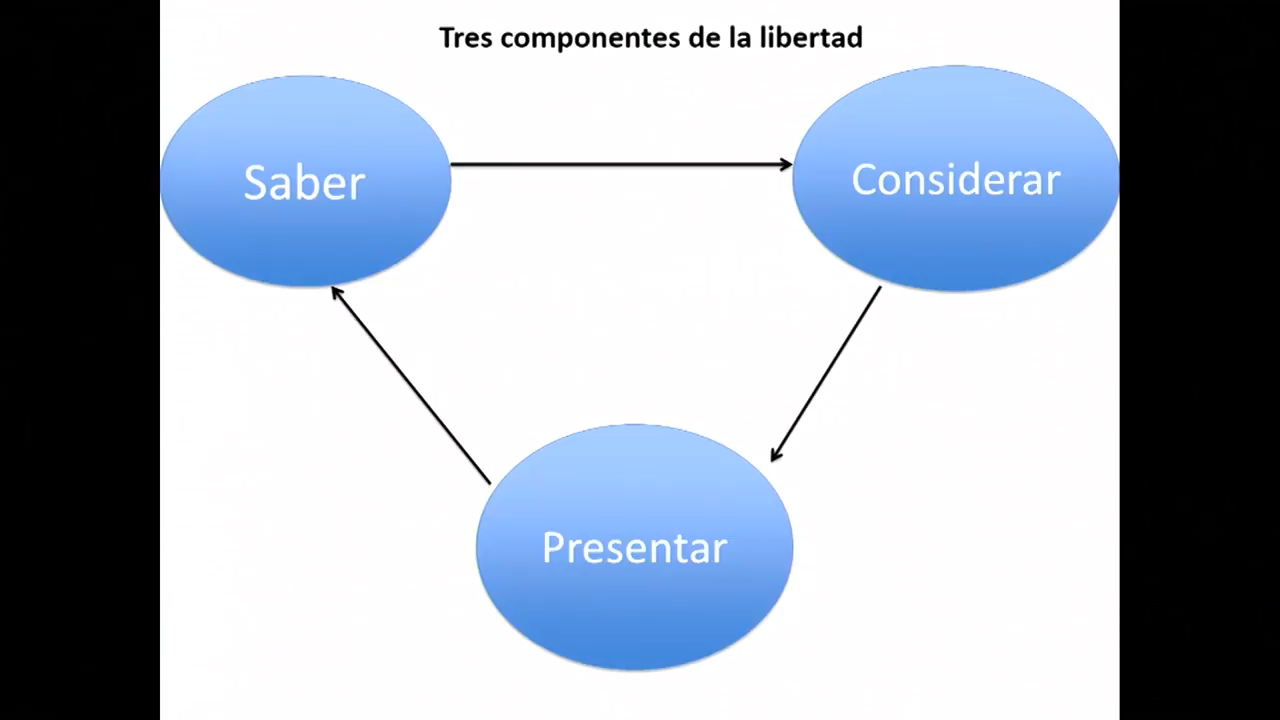 Tres componentes de la libertad
Saber
Considerar
Presentar